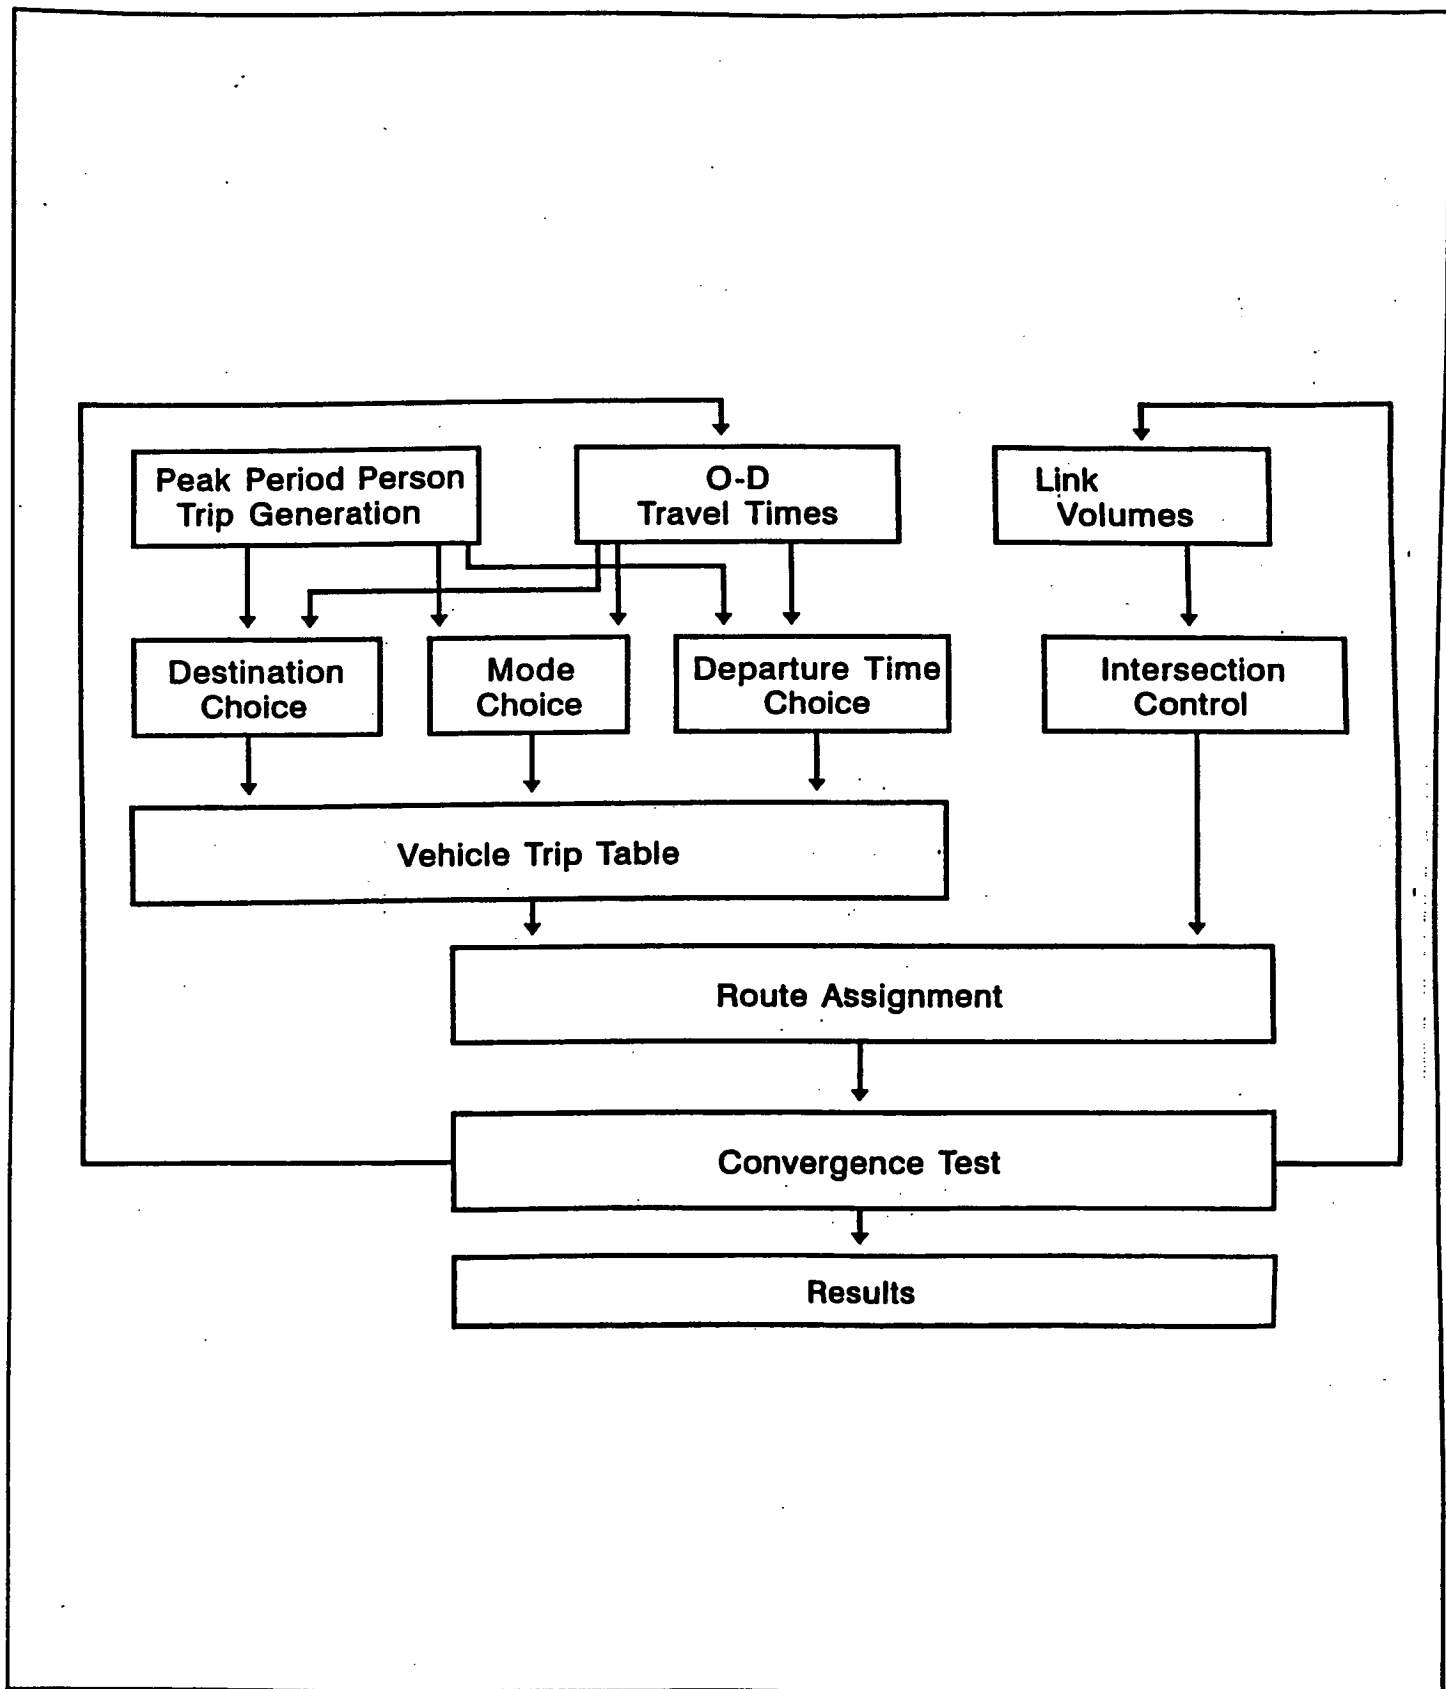 Peak Period Person
Trip Generation
O-D
Travel Times
Link
Volumes
Destination
Choice
Mode
Choice
Departure Time
Choice
Intersection
Control
Vehicle Trip Table
Route Assignment
Convergence Test
Results